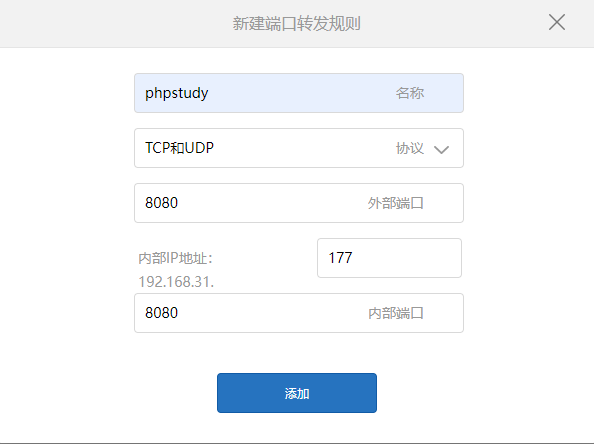 新建端口转发规则
phpstudy 名称
TCP和UDP 协议
8080 外部端口
内部IP地址: 177
192.168.31.
8080 内部端口
添加